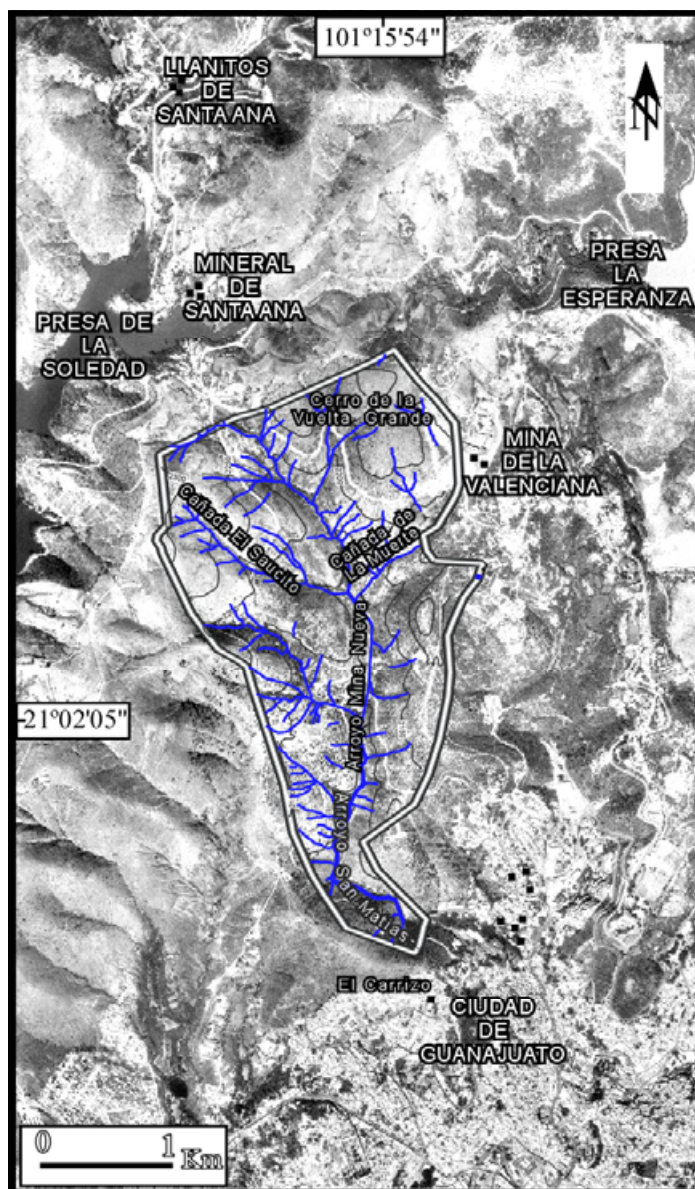 101º15'54"
LLANITOS
DE
SANTA ANA
N
PRESA
LA
ESPERANZA
MINERAL
DE
SANTA ANA
PRESA DE
LA
SOLEDAD
Cerro de la
Vuelta Grande
MINA
DE LA
VALENCIANA
Cañada El Saucito
Cañada de
La Muerte
Arroyo Mina Nueva
21º02'05"
Arroyo San Matías
El Carrizo
CIUDAD
DE
GUANAJUATO
0 1 Km